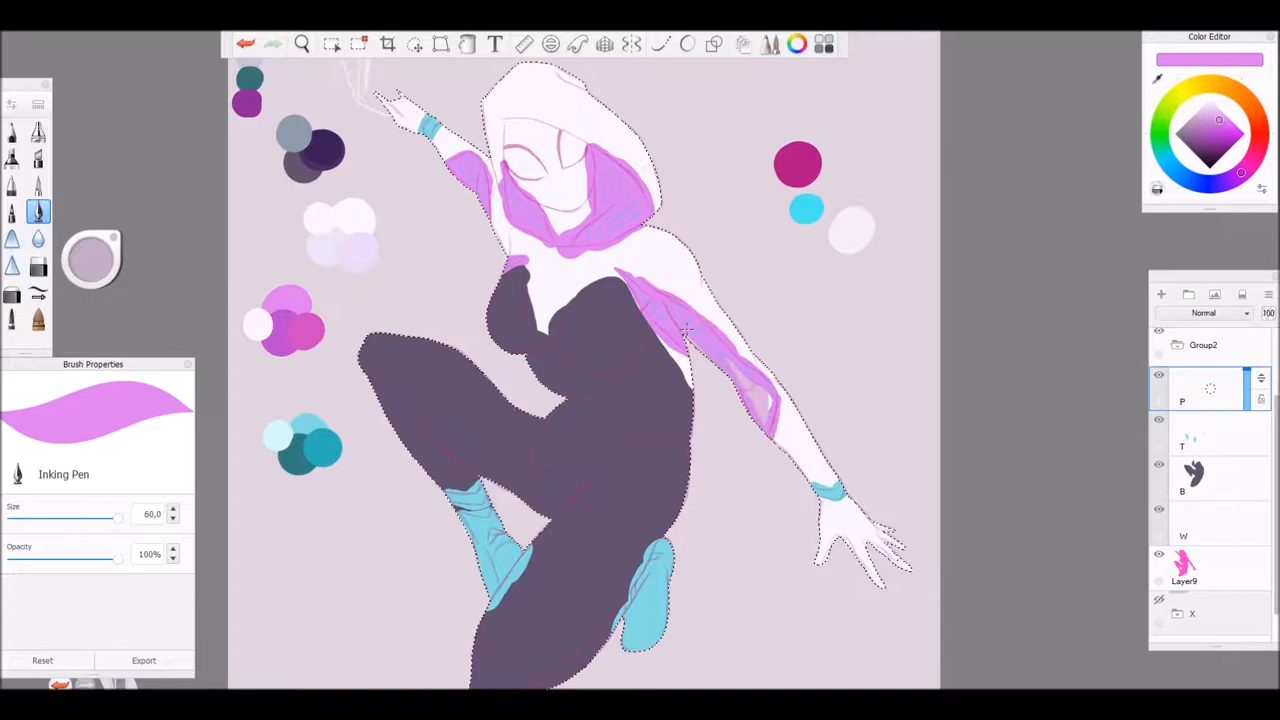 T
Color Editor
Normal
100
Group2
P
T
B
W
Layer9
X
Brush Properties
Inking Pen
Size
60,0
Opacity
100%
Reset
Export